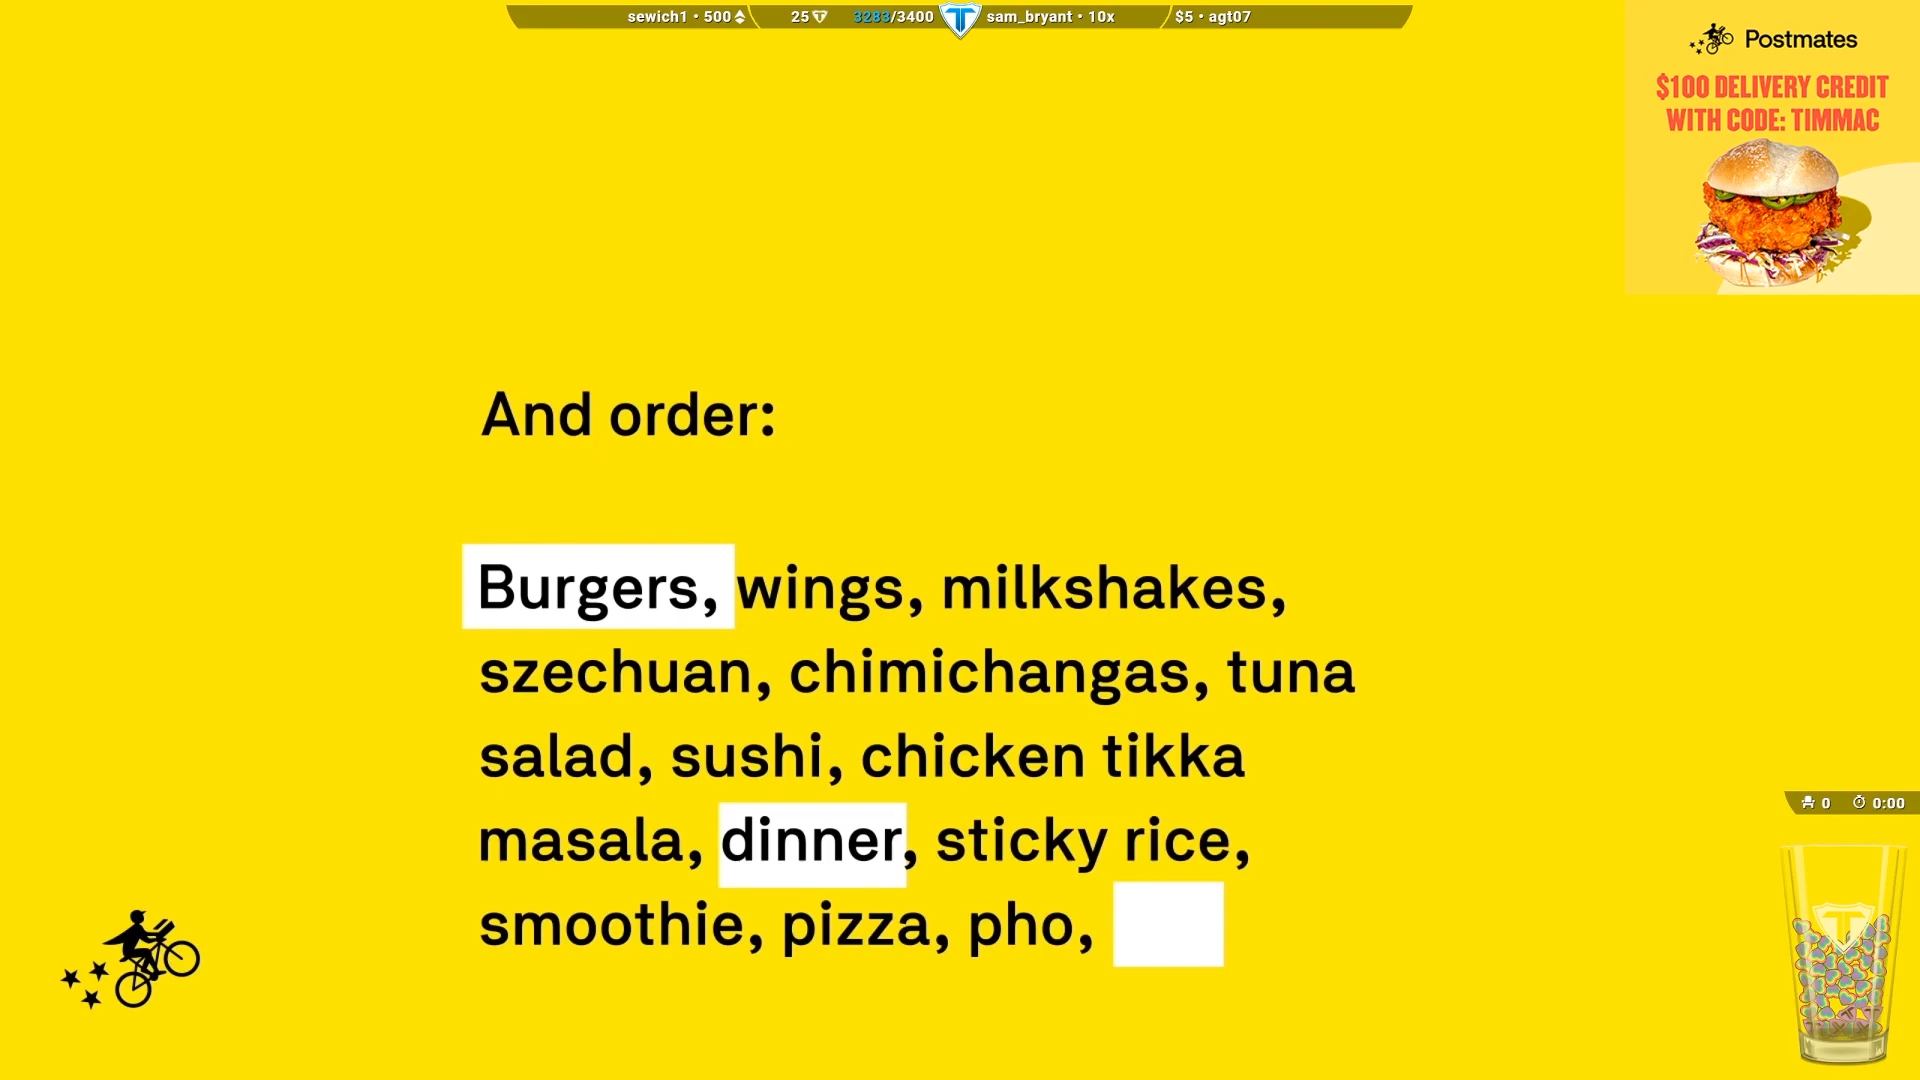 sewich1 • 500
25
3283/3400
sam_bryant • 10x
$5 • agt07
Postmates
$100 DELIVERY CREDIT
WITH CODE: TIMMAC
And order:
Burgers, wings, milkshakes,
szechuan, chimichangas, tuna
salad, sushi, chicken tikka
masala, dinner, sticky rice,
smoothie, pizza, pho,
0 0:00